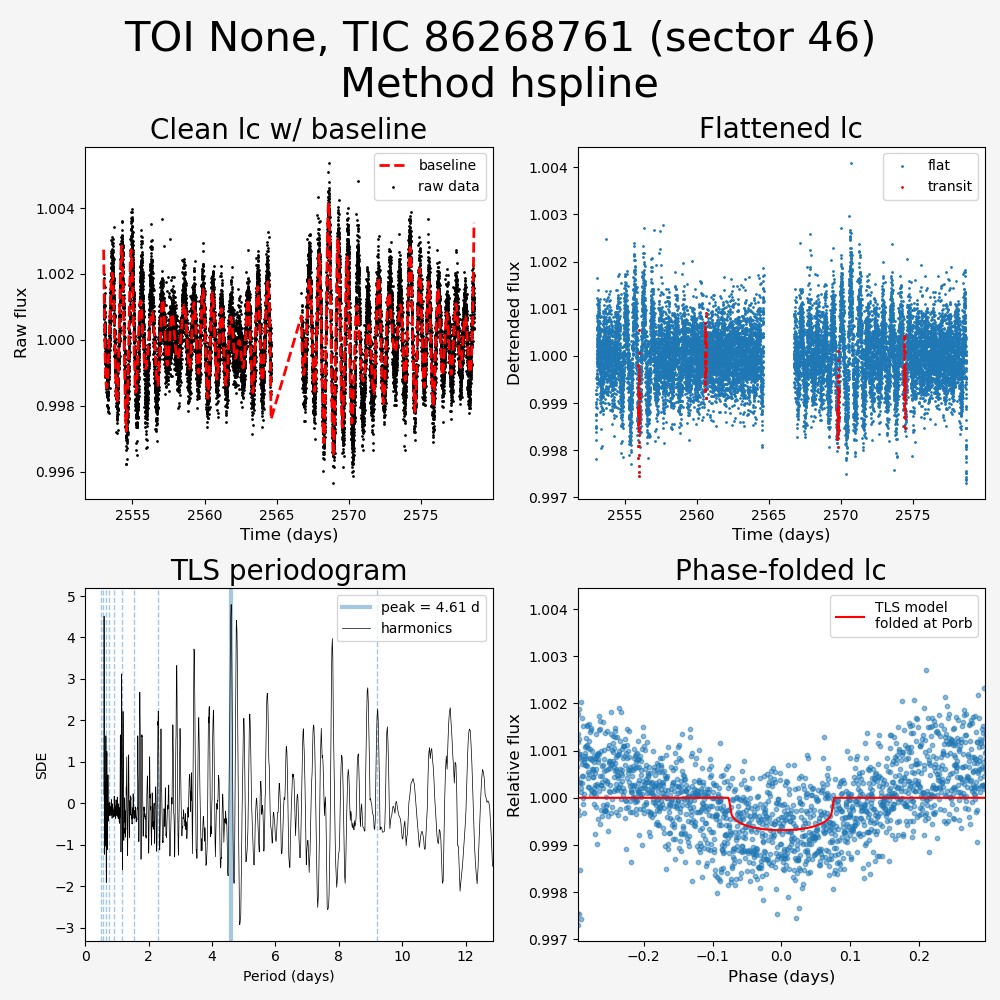 TOI None, TIC 86268761 (sector 46)
Method hspline
Clean lc w/ baseline
Flattened lc
baseline
raw data
flat
transit
Raw flux
1.004
1.002
1.000
0.998
0.996
2555
2560
2565
2570
2575
Time (days)
Detrended flux
1.004
1.003
1.002
1.001
1.000
0.999
0.998
0.997
2555
2560
2565
2570
2575
Time (days)
TLS periodogram
Phase-folded lc
peak = 4.61 d
harmonics
SDE
5
4
3
2
1
0
−1
−2
−3
0
2
4
6
8
10
12
Period (days)
TLS model
folded at Porb
Relative flux
1.004
1.003
1.002
1.001
1.000
0.999
0.998
0.997
−0.2
−0.1
0.0
0.1
0.2
Phase (days)